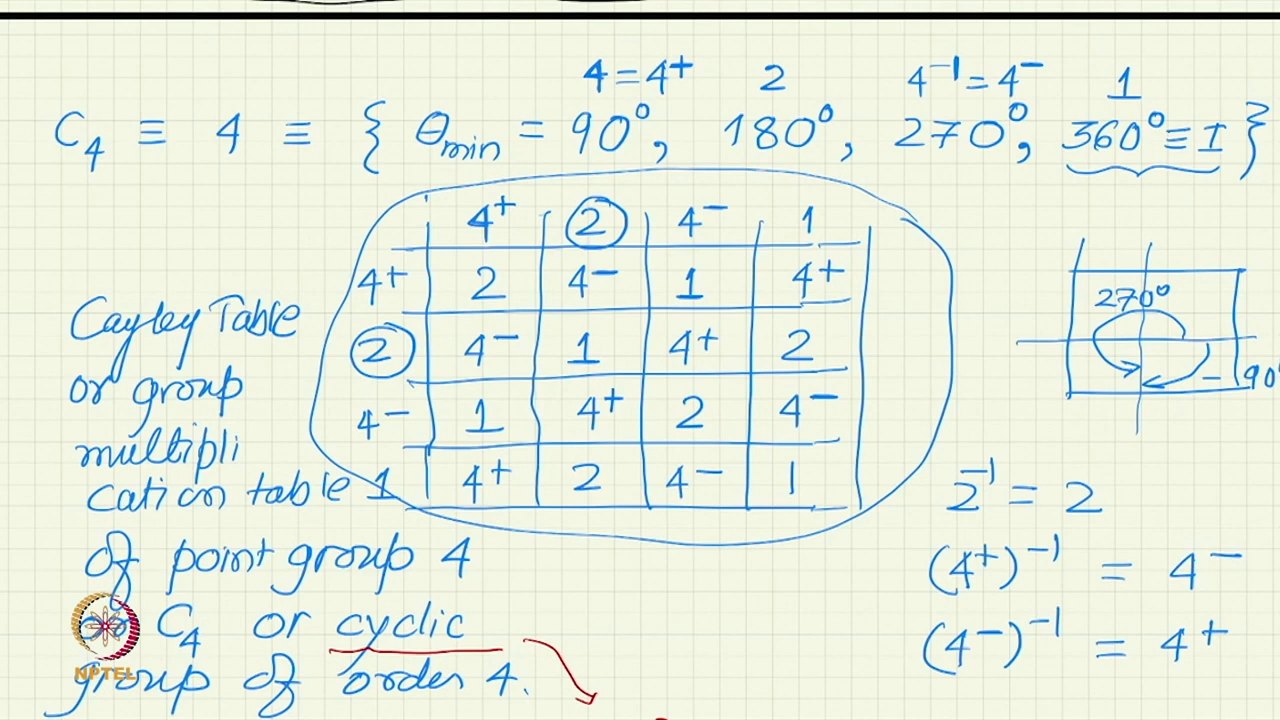 4 = 4⁺ 2 4⁻¹ = 4⁻ 1
C₄ ≡ 4 ≡ { θmin = 90°, 180°, 270°, 360° ≡ I }
4⁺ 2 4⁻ 1
4⁺ 2 4⁻ 1 4⁺
2 4⁻ 1 4⁺ 2
4⁻ 1 4⁺ 2 4⁻
1 4⁺ 2 4⁻ 1
Cayley Table
or group
multipli
cation table
of point group 4
or C₄ or cyclic
group of order 4.
270°
– 90°
2⁻¹ = 2
(4⁺)⁻¹ = 4⁻
(4⁻)⁻¹ = 4⁺
NPTEL